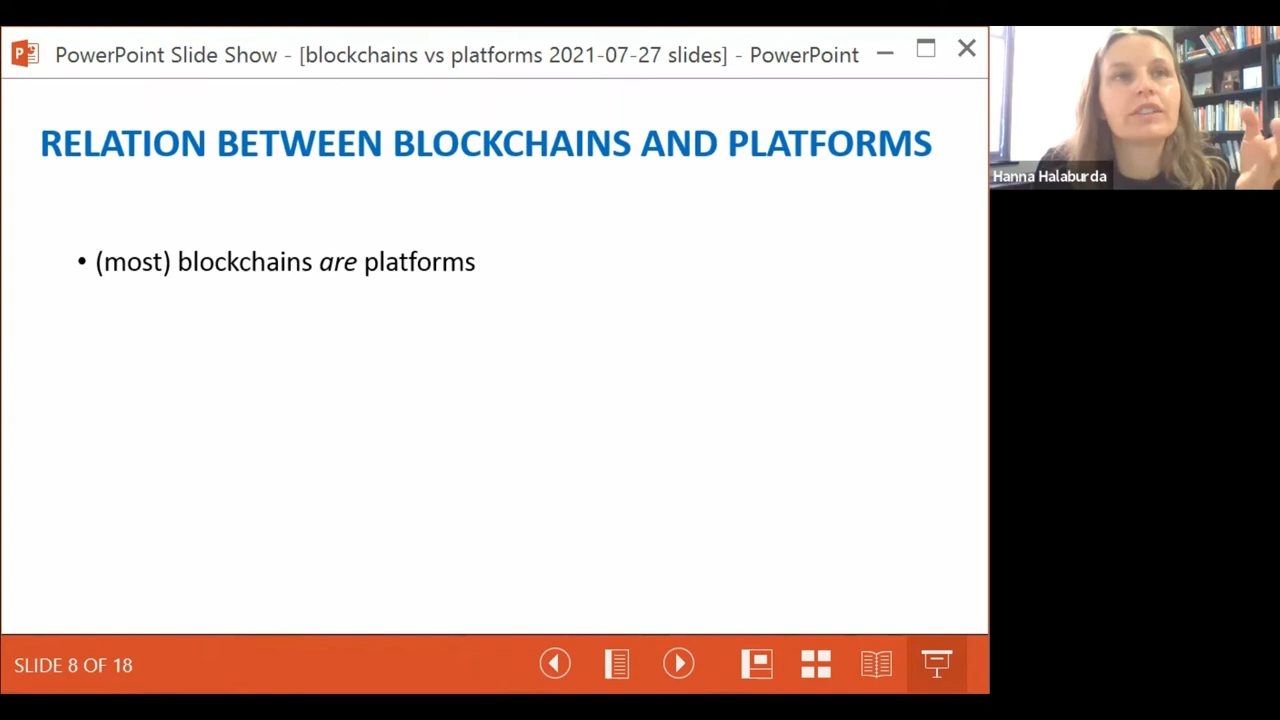 PowerPoint Slide Show - [blockchains vs platforms 2021-07-27 slides] - PowerPoint
RELATION BETWEEN BLOCKCHAINS AND PLATFORMS
• (most) blockchains are platforms
SLIDE 8 OF 18
Hanna Halaburda